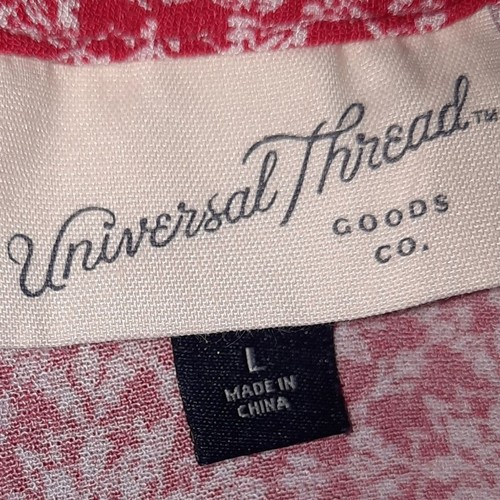 Universal Thread™
GOODS
CO.
L
MADE IN
CHINA